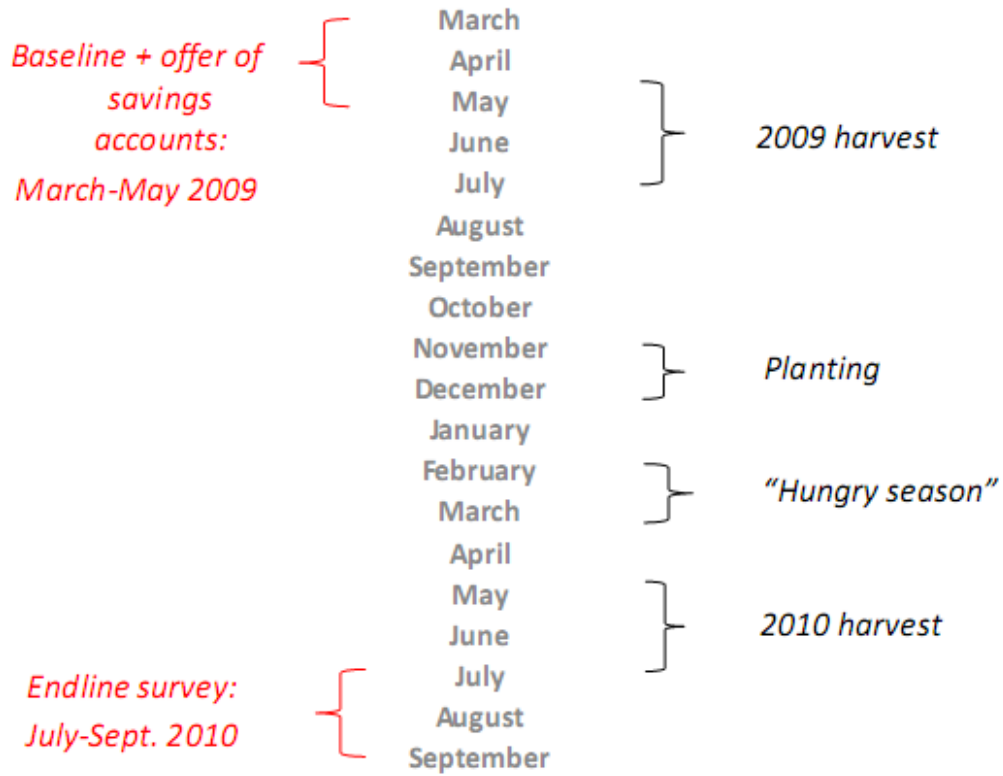 March
Baseline + offer of
savings
accounts:
March-May 2009
April
May
June
July
2009 harvest
August
September
October
November
December
Planting
January
February
March
“Hungry season”
April
May
June
2010 harvest
July
August
September
Endline survey:
July-Sept. 2010